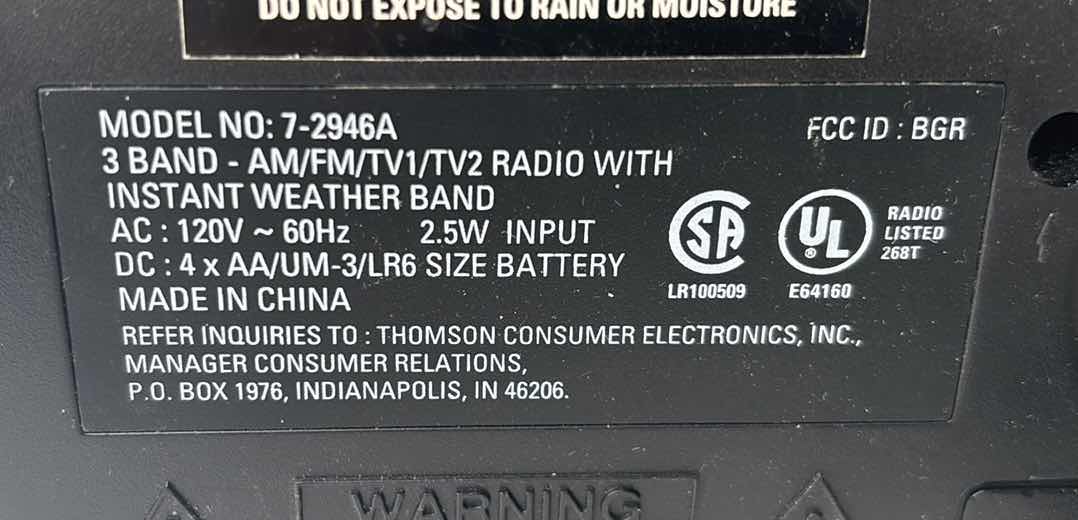 DO NOT EXPOSE TO RAIN OR MOISTURE
MODEL NO: 7-2946A
FCC ID : BGR
3 BAND - AM/FM/TV1/TV2 RADIO WITH
INSTANT WEATHER BAND
AC : 120V ~ 60Hz 2.5W INPUT
DC : 4 x AA/UM-3/LR6 SIZE BATTERY
MADE IN CHINA
SA
LR100509
UL
®
E64160
RADIO
LISTED
268T
REFER INQUIRIES TO : THOMSON CONSUMER ELECTRONICS, INC.,
MANAGER CONSUMER RELATIONS,
P.O. BOX 1976, INDIANAPOLIS, IN 46206.
WARNING